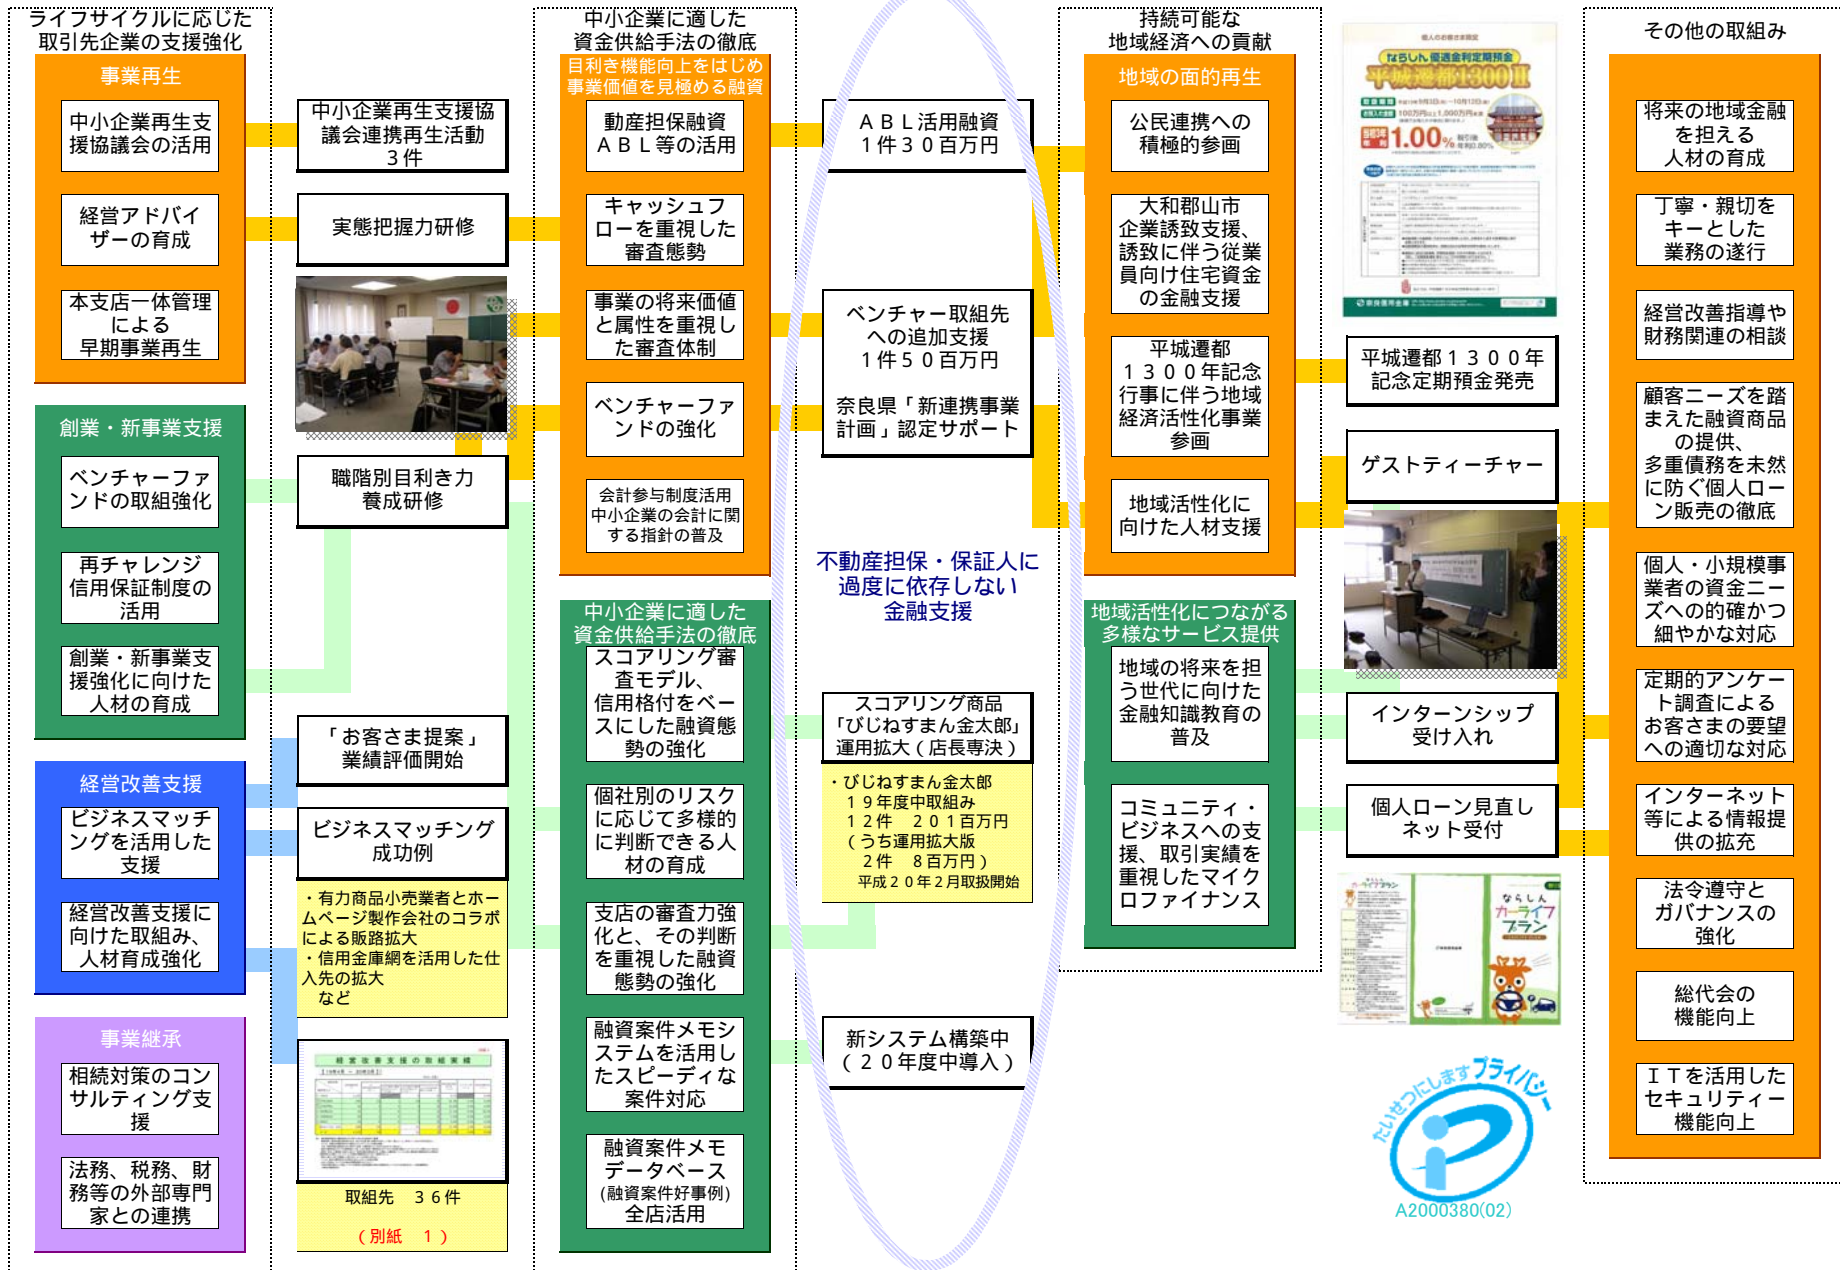 ライフサイクルに応じた
取引先企業の支援強化
事業再生
中小企業再生支
援協議会の活用
経営アドバイ
ザーの育成
本支店一体管理
による
早期事業再生
創業・新事業支援
ベンチャーファ
ンドの取組強化
再チャレンジ
信用保証制度の
活用
創業・新事業支
援強化に向けた
人材の育成
経営改善支援
ビジネスマッチ
ングを活用した
支援
経営改善支援に
向けた取組み、
人材育成強化
事業継承
相続対策のコン
サルティング支
援
法務、税務、財
務等の外部専門
家との連携
中小企業再生支援協
議会連携再生活動
3件
実態把握力研修
職階別目利き力
養成研修
「お客さま提案」
業績評価開始
ビジネスマッチング
成功例
・有力商品小売業者とホー
ムページ製作会社のコラボ
による販路拡大
・信用金庫網を活用した仕
入先の拡大
など
経営改善支援の取組実績
取組先 36件
(別紙 1)
中小企業に適した
資金供給手法の徹底
目利き機能向上をはじめ
事業価値を見極める融資
動産担保融資
ABL等の活用
キャッシュフ
ローを重視した
審査態勢
事業の将来価値
と属性を重視し
た審査体制
ベンチャーファ
ンドの強化
会計参与制度活用
中小企業の会計に関
する指針の普及
中小企業に適した
資金供給手法の徹底
スコアリング審
査モデル、
信用格付をベー
スにした融資態
勢の強化
個社別のリスク
に応じて多様的
に判断できる人
材の育成
支店の審査力強
化と、その判断
を重視した融資
態勢の強化
融資案件メモシ
ステムを活用し
たスピーディな
案件対応
融資案件メモ
データベース
(融資案件好事例)
全店活用
ABL活用融資
1件30百万円
ベンチャー取組先
への追加支援
1件50百万円
奈良県「新連携事業
計画」認定サポート
不動産担保・保証人に
過度に依存しない
金融支援
スコアリング商品
「びじねすまん金太郎」
運用拡大(店長専決)
・びじねすまん金太郎
19年度中取組み
12件 201百万円
(うち運用拡大版
2件 8百万円)
平成20年2月取扱開始
新システム構築中
(20年度中導入)
持続可能な
地域経済への貢献
地域の面的再生
公民連携への
積極的参画
大和郡山市
企業誘致支援、
誘致に伴う従業
員向け住宅資金
の金融支援
平城遷都
1300年記念
行事に伴う地域
経済活性化事業
参画
地域活性化に
向けた人材支援
地域活性化につながる
多様なサービス提供
地域の将来を担
う世代に向けた
金融知識教育の
普及
コミュニティ・
ビジネスへの支
援、取引実績を
重視したマイク
ロファイナンス
個人のお客さま限定
ならしん優遇金利定期預金
平城遷都1300 II
1.00%
奈良信用金庫
平城遷都1300年
記念定期預金発売
ゲストティーチャー
インターンシップ
受け入れ
個人ローン見直し
ネット受付
ならしん
カーライフ
プラン
たいせつにしますプライバシー
A2000380(02)
その他の取組み
将来の地域金融
を担える
人材の育成
丁寧・親切を
キーとした
業務の遂行
経営改善指導や
財務関連の相談
顧客ニーズを踏
まえた融資商品
の提供、
多重債務を未然
に防ぐ個人ロー
ン販売の徹底
個人・小規模事
業者の資金ニー
ズへの的確かつ
細やかな対応
定期的アンケー
ト調査による
お客さまの要望
への適切な対応
インターネット
等による情報提
供の拡充
法令遵守と
ガバナンスの
強化
総代会の
機能向上
ITを活用した
セキュリティー
機能向上